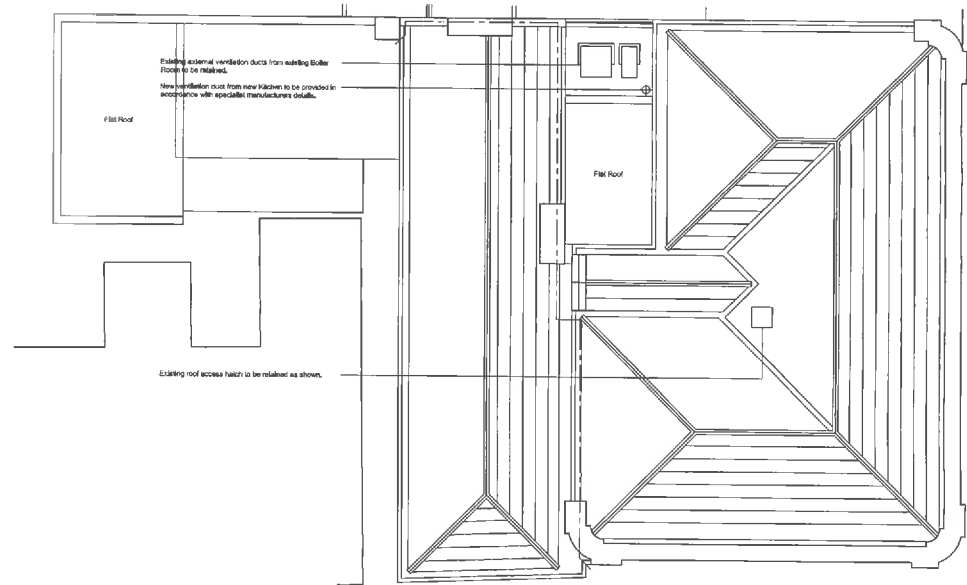 Existing external ventilation ducts from existing Boiler
Room to be retained.
New ventilation duct from new Kitchen to be provided in
accordance with specialist manufacturers details.
Flat Roof
Flat Roof
Existing roof access hatch to be retained as shown.